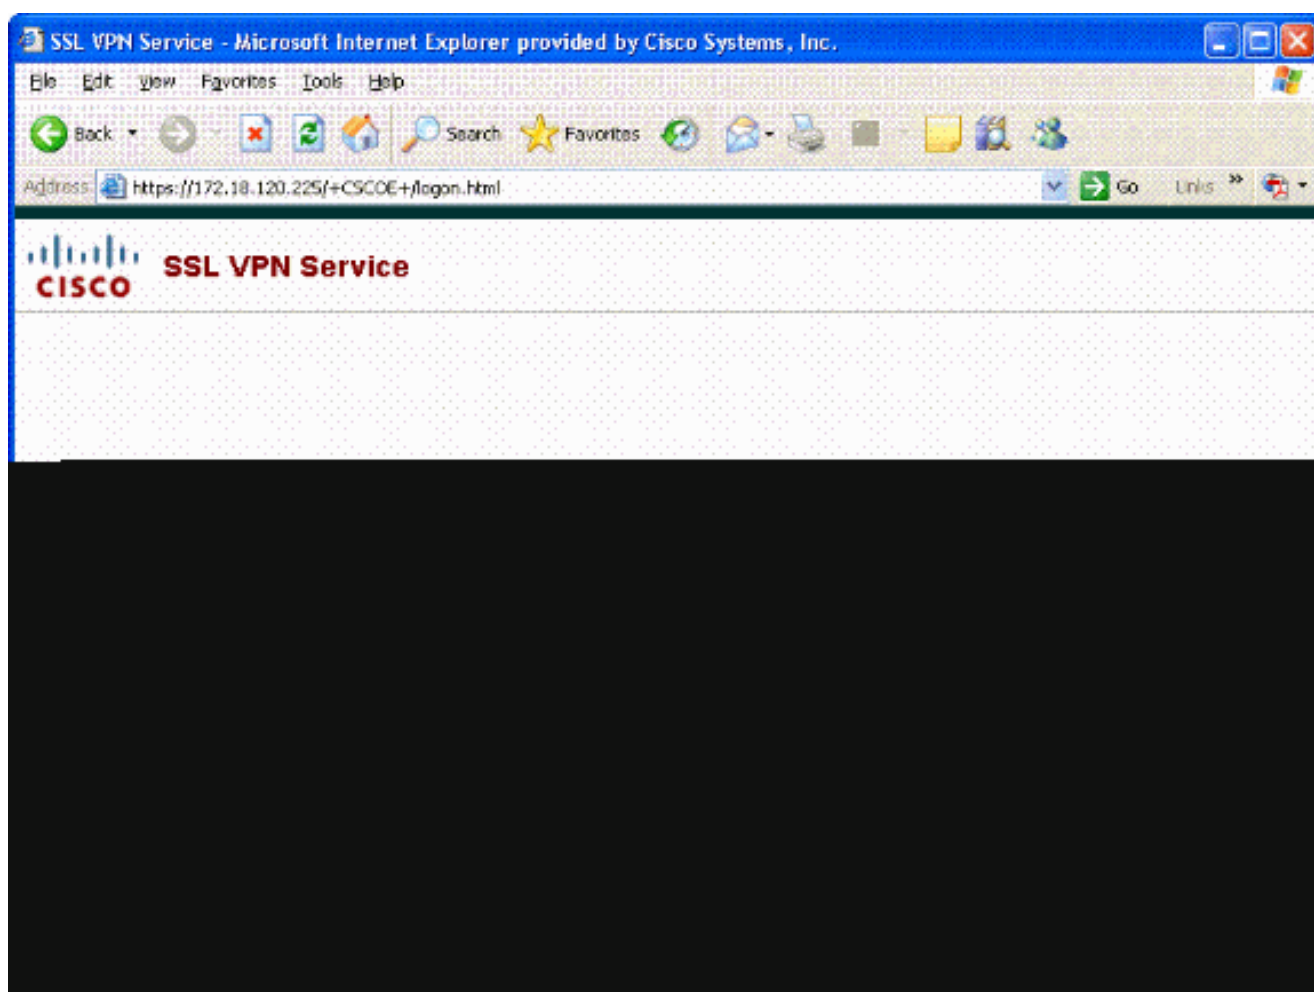 SSL VPN Service - Microsoft Internet Explorer provided by Cisco Systems, Inc.
File Edit View Favorites Tools Help
Back Search Favorites
Address https://172.18.120.225/+CSCOE+/logon.html Go Links »
CISCO SSL VPN Service